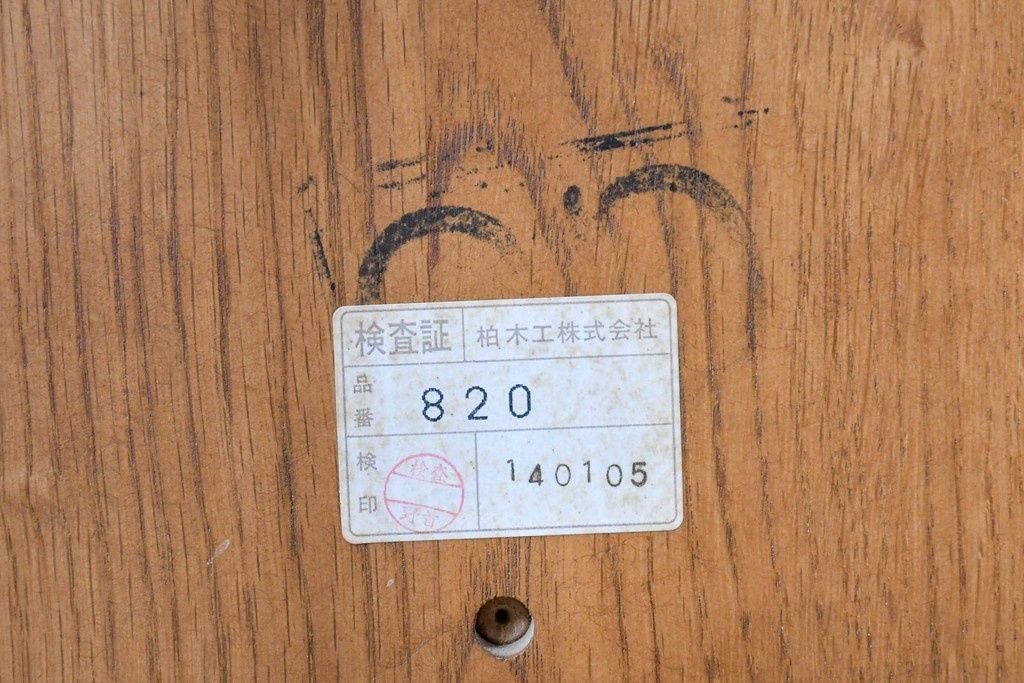 検査証 柏木工株式会社
品番 820
検印 検査 140105